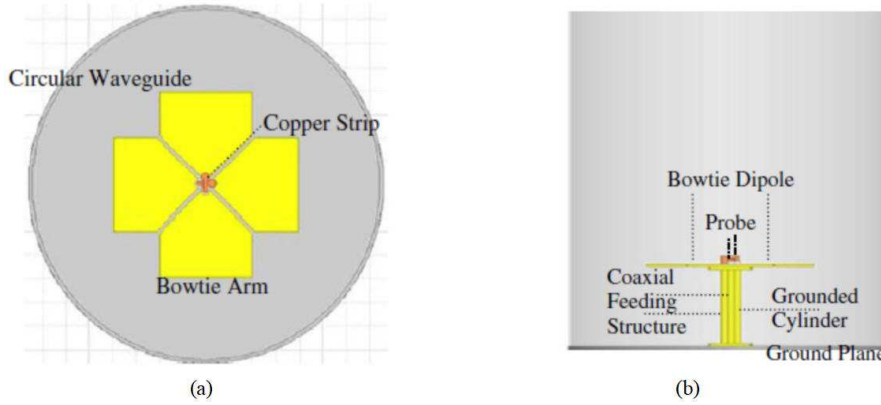 Circular Waveguide
Copper Strip
Bowtie Arm
(a)
Bowtie Dipole
Probe
Coaxial
Feeding
Structure
Grounded
Cylinder
Ground Plane
(b)